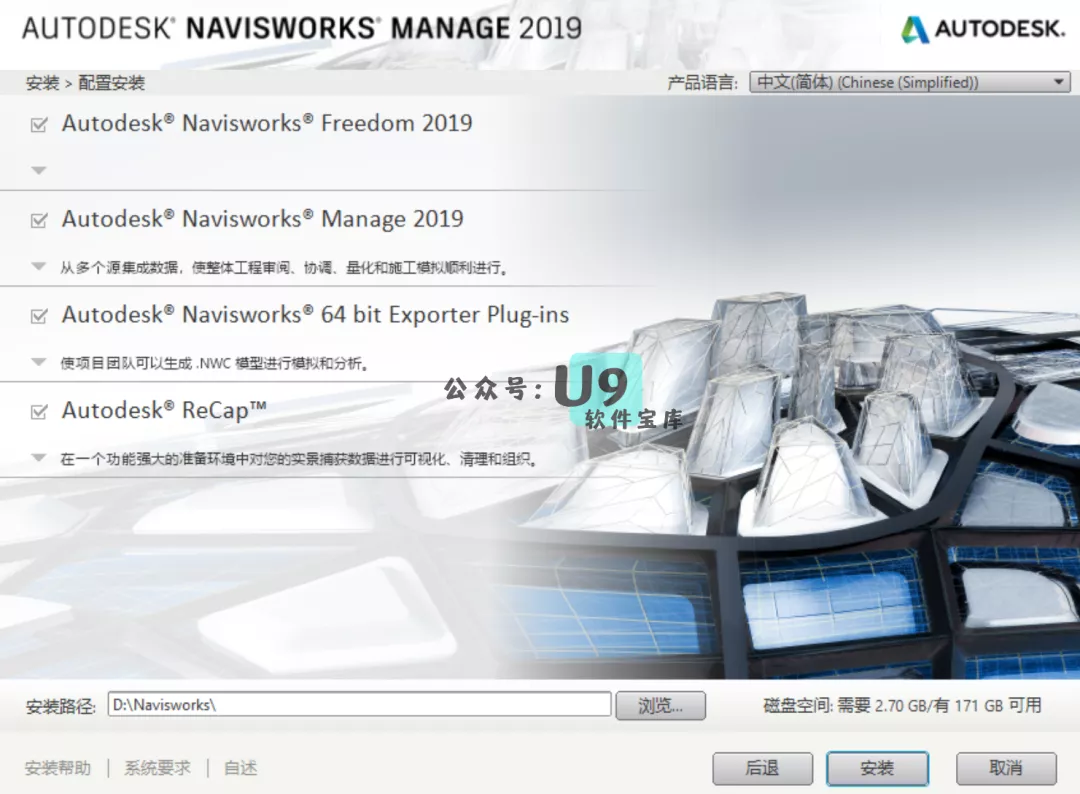 AUTODESK® NAVISWORKS® MANAGE 2019
AUTODESK.
安装 > 配置安装
产品语言: 中文(简体) (Chinese (Simplified))
Autodesk® Navisworks® Freedom 2019
Autodesk® Navisworks® Manage 2019
从多个源集成数据，使整体工程审阅、协调、量化和施工模拟顺利进行。
Autodesk® Navisworks® 64 bit Exporter Plug-ins
使项目团队可以生成 .NWC 模型进行模拟和分析。
公众号: U9
软件宝库
Autodesk® ReCap™
在一个功能强大的准备环境中对您的实景捕获数据进行可视化、清理和组织。
安装路径: D:\Navisworks\ 浏览... 磁盘空间: 需要 2.70 GB/有 171 GB 可用
安装帮助 | 系统要求 | 自述 后退 安装 取消